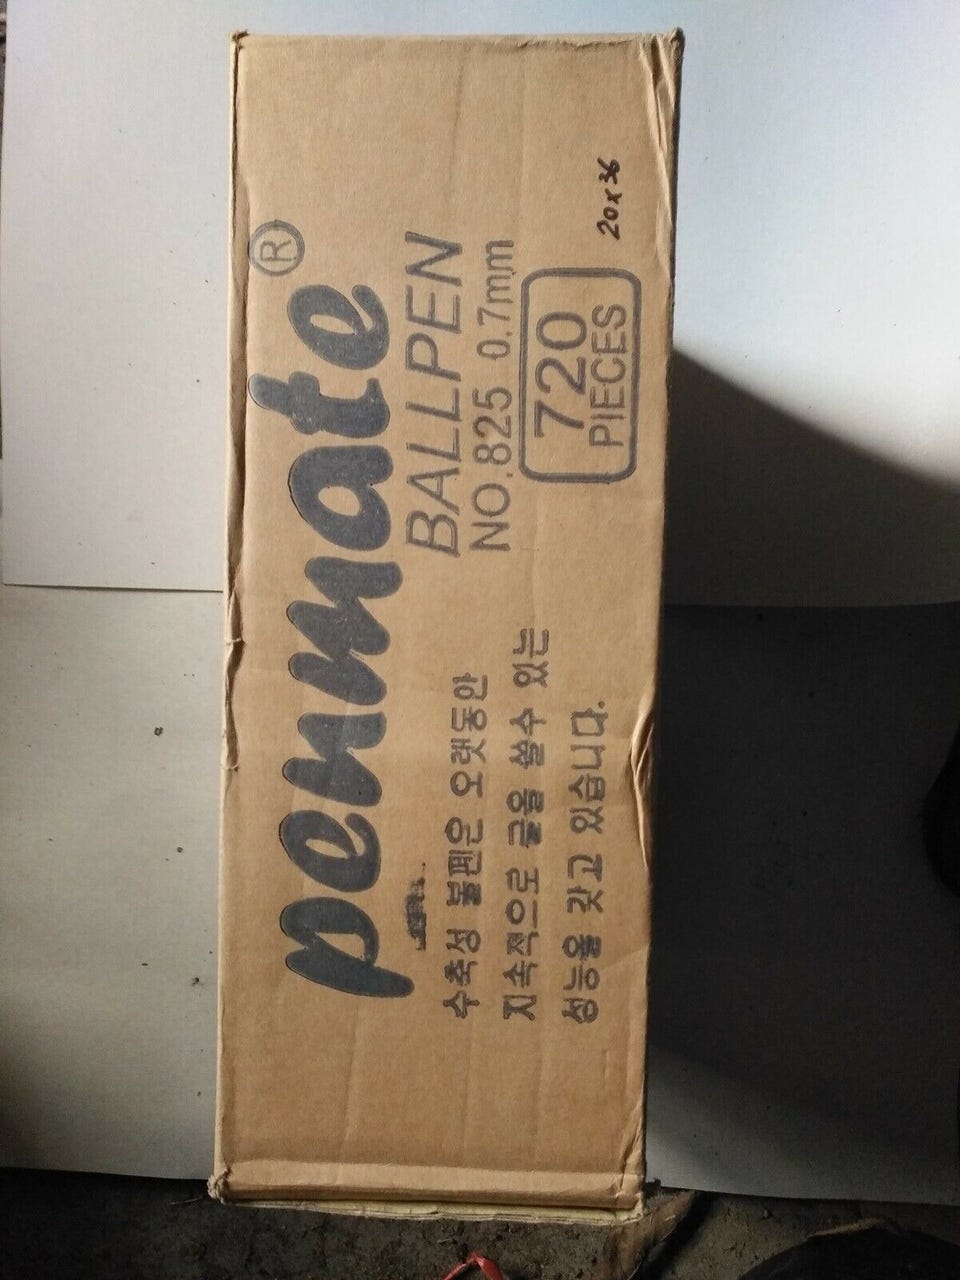 penmate®
BALLPEN
NO.825 0.7mm
720
PIECES
20x36
수축성 볼펜은 오랫동안
지속적으로 글을 쓸수 있는
성능을 갖고 있습니다.